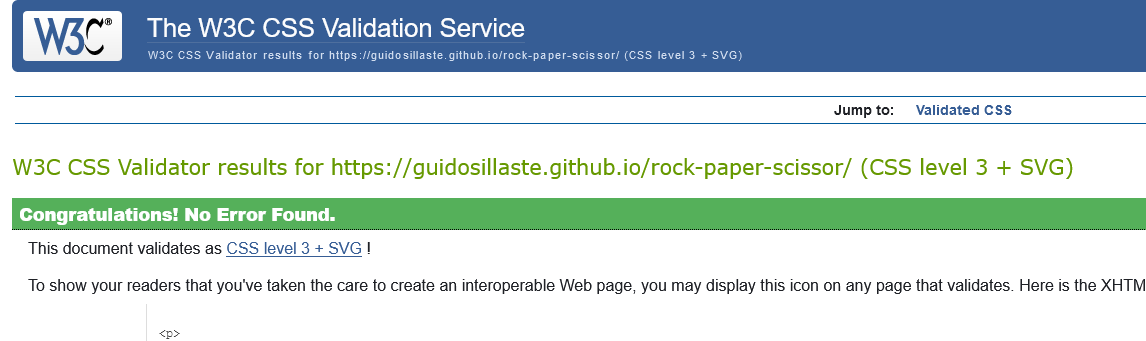 W3C®
The W3C CSS Validation Service
W3C CSS Validator results for https://guidosillaste.github.io/rock-paper-scissor/ (CSS level 3 + SVG)
Jump to: Validated CSS
W3C CSS Validator results for https://guidosillaste.github.io/rock-paper-scissor/ (CSS level 3 + SVG)
Congratulations! No Error Found.
This document validates as CSS level 3 + SVG !
To show your readers that you've taken the care to create an interoperable Web page, you may display this icon on any page that validates. Here is the XHTM
<p>